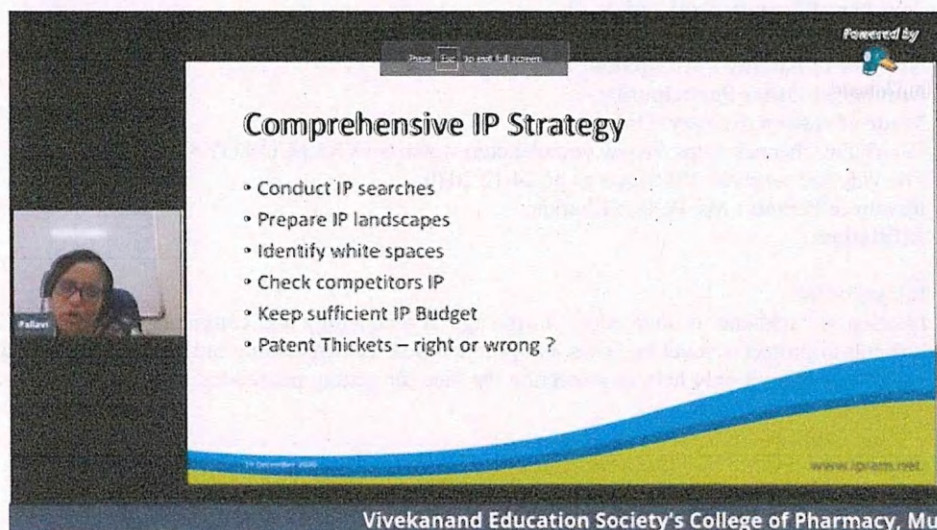 Powered by
Press Esc to exit full screen
Comprehensive IP Strategy
• Conduct IP searches
• Prepare IP landscapes
• Identify white spaces
• Check competitors IP
• Keep sufficient IP Budget
• Patent Thickets – right or wrong ?
Pallavi
December 2020
www.ipram.net
Vivekanand Education Society's College of Pharmacy, Mu